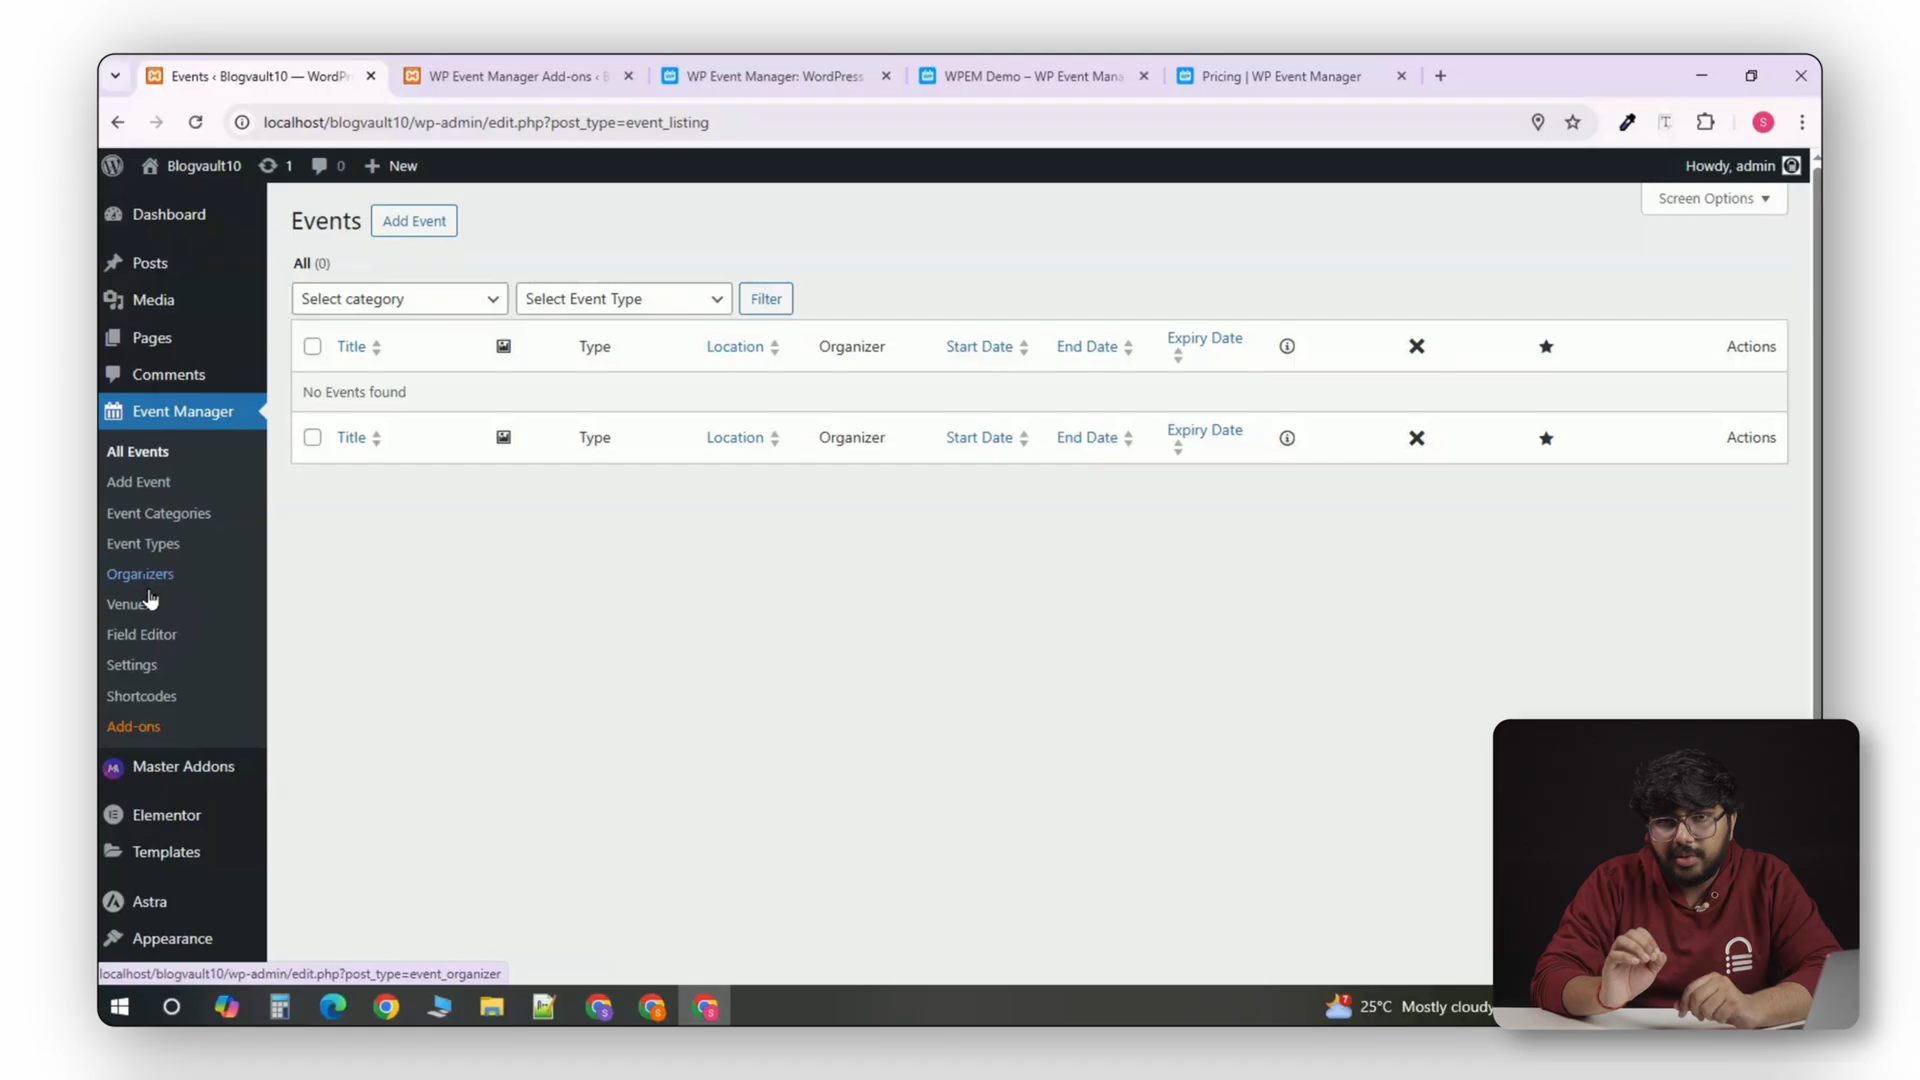 Events ‹ Blogvault10 — WordPr
WP Event Manager Add-ons ‹ B
WP Event Manager: WordPress
WPEM Demo – WP Event Mana
Pricing | WP Event Manager
localhost/blogvault10/wp-admin/edit.php?post_type=event_listing
S
Blogvault10
1
0
New
Howdy, admin
Dashboard
Posts
Media
Pages
Comments
Event Manager
All Events
Add Event
Event Categories
Event Types
Organizers
Venue
Field Editor
Settings
Shortcodes
Add-ons
Master Addons
Elementor
Templates
Astra
Appearance
Screen Options
Events
Add Event
All (0)
Select category
Select Event Type
Filter
Title
Type
Location
Organizer
Start Date
End Date
Expiry Date
Actions
No Events found
Title
Type
Location
Organizer
Start Date
End Date
Expiry Date
Actions
localhost/blogvault10/wp-admin/edit.php?post_type=event_organizer
25°C Mostly cloudy